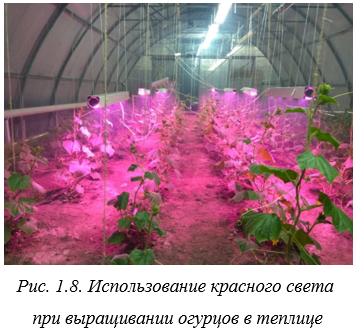 Рис. 1.8. Использование красного света
при выращивании огурцов в теплице